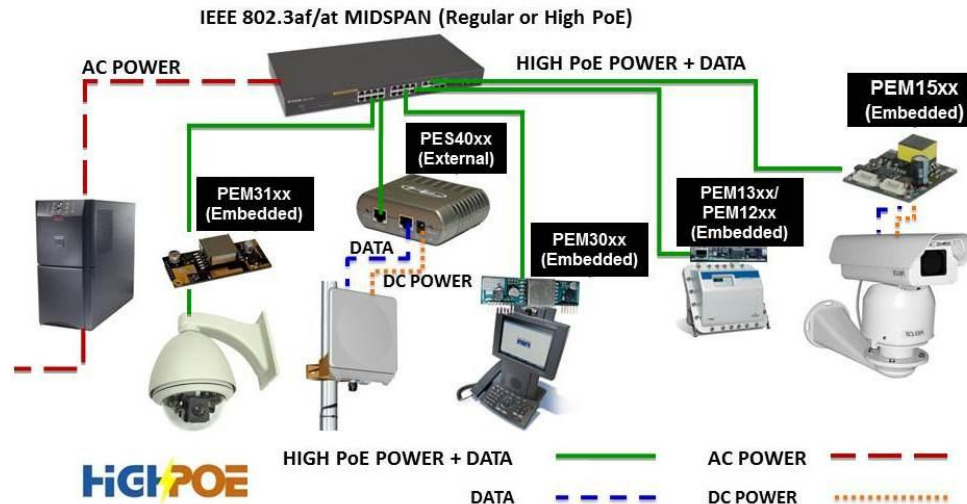 IEEE 802.3af/at MIDSPAN (Regular or High PoE)
AC POWER
HIGH PoE POWER + DATA
PEM15xx
(Embedded)
PES40xx
(External)
PEM31xx
(Embedded)
PEM13xx/
PEM12xx
(Embedded)
PEM30xx
(Embedded)
DATA
DC POWER
HIGH PoE POWER + DATA
AC POWER
HIGHPOE
DATA
DC POWER